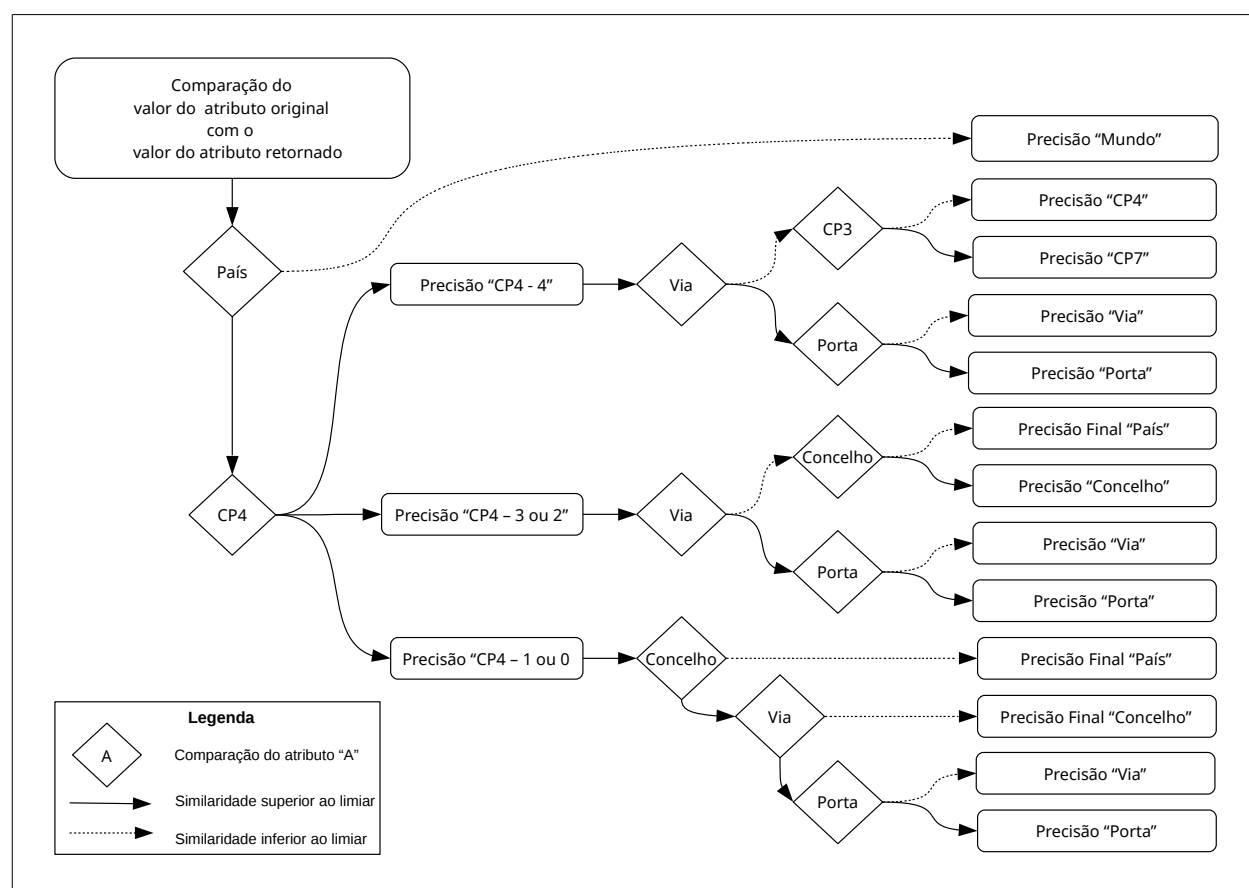 Comparação do
valor do atributo original
com o
valor do atributo retornado
Precisão “Mundo”
País
CP3
Precisão “CP4”
Precisão “CP7”
Precisão “CP4 - 4”
Via
Porta
Precisão “Via”
Precisão “Porta”
CP4
Precisão “CP4 – 3 ou 2”
Via
Concelho
Precisão Final “País”
Precisão “Concelho”
Porta
Precisão “Via”
Precisão “Porta”
Precisão “CP4 – 1 ou 0
Concelho
Precisão Final “País”
Via
Precisão Final “Concelho”
Porta
Precisão “Via”
Precisão “Porta”
Legenda
A
Comparação do atributo “A”
Similaridade superior ao limiar
Similaridade inferior ao limiar